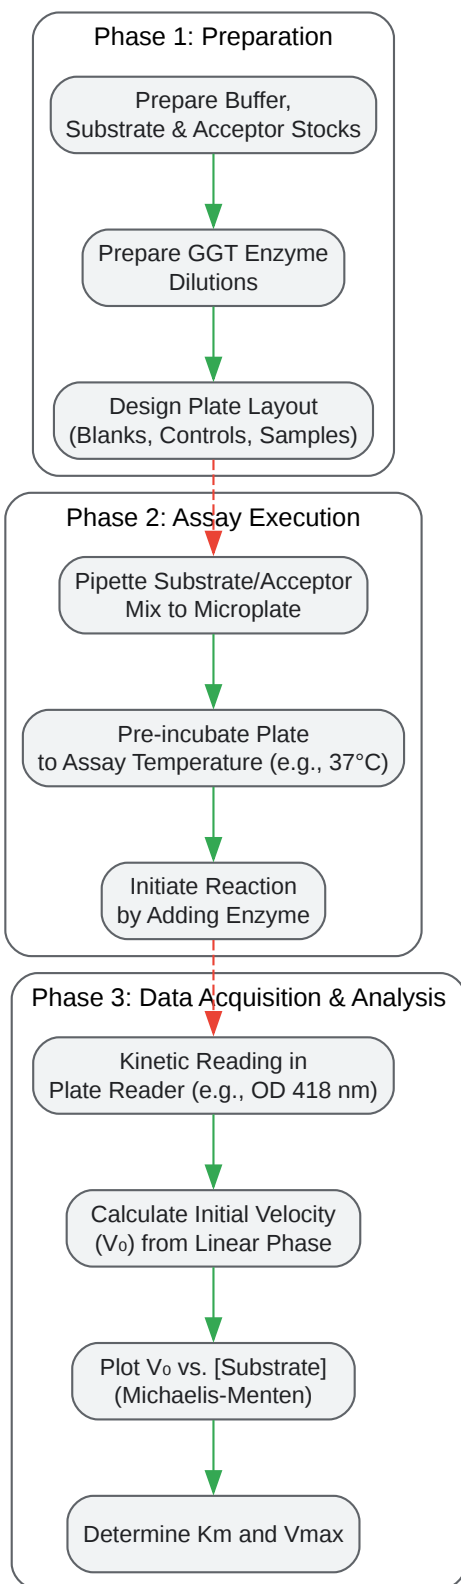 Phase 1: Preparation
Prepare Buffer,
Substrate & Acceptor Stocks
Prepare GGT Enzyme
Dilutions
Design Plate Layout
(Blanks, Controls, Samples)
Phase 2: Assay Execution
Pipette Substrate/Acceptor
Mix to Microplate
Pre-incubate Plate
to Assay Temperature (e.g., 37°C)
Initiate Reaction
by Adding Enzyme
Phase 3: Data Acquisition & Analysis
Kinetic Reading in
Plate Reader (e.g., OD 418 nm)
Calculate Initial Velocity
(V₀) from Linear Phase
Plot V₀ vs. [Substrate]
(Michaelis-Menten)
Determine Km and Vmax